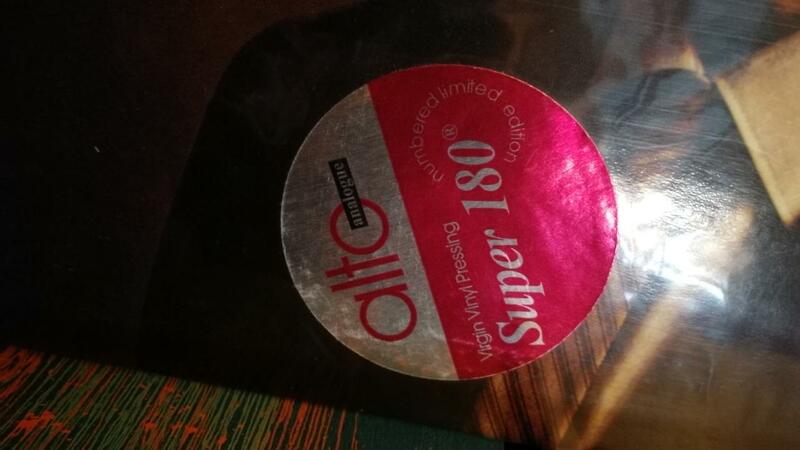 alto
analogue
Virgin Vinyl Pressing
Super 180®
numbered limited edition